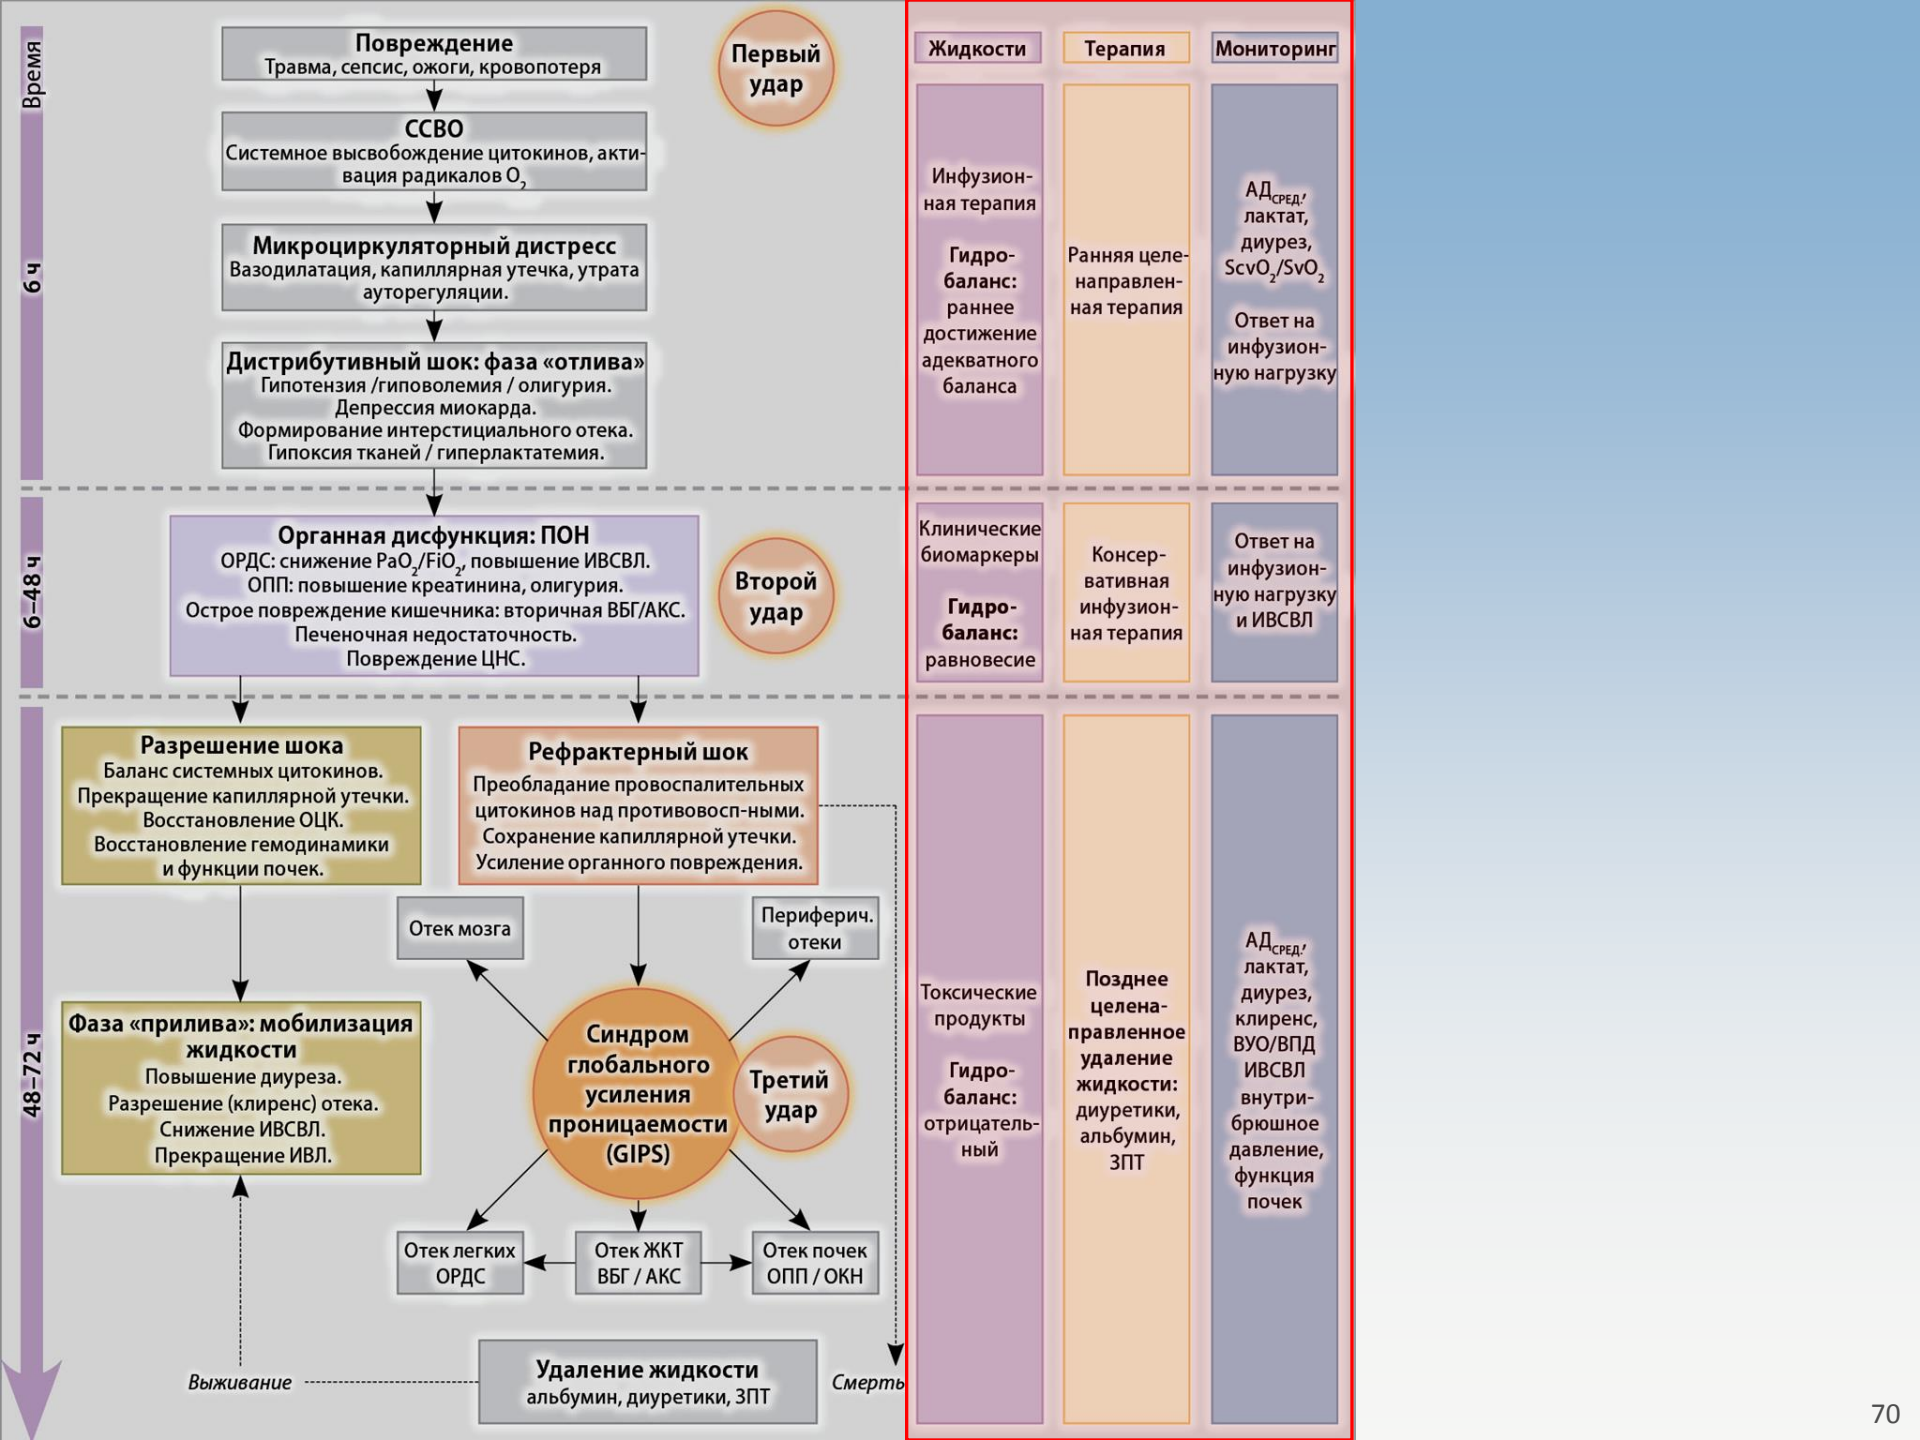 Время
6 ч
6–48 ч
48–72 ч
Повреждение
Травма, сепсис, ожоги, кровопотеря
Первый
удар
ССВО
Системное высвобождение цитокинов, акти-
вация радикалов O2
Микроциркуляторный дистресс
Вазодилатация, капиллярная утечка, утрата
ауторегуляции.
Дистрибутивный шок: фаза «отлива»
Гипотензия /гиповолемия / олигурия.
Депрессия миокарда.
Формирование интерстициального отека.
Гипоксия тканей / гиперлактатемия.
Органная дисфункция: ПОН
ОРДС: снижение PaO2/FiO2, повышение ИВСВЛ.
ОПП: повышение креатинина, олигурия.
Острое повреждение кишечника: вторичная ВБГ/АКС.
Печеночная недостаточность.
Повреждение ЦНС.
Второй
удар
Разрешение шока
Баланс системных цитокинов.
Прекращение капиллярной утечки.
Восстановление ОЦК.
Восстановление гемодинамики
и функции почек.
Рефрактерный шок
Преобладание провоспалительных
цитокинов над противовосп-ными.
Сохранение капиллярной утечки.
Усиление органного повреждения.
Отек мозга
Периферич.
отеки
Фаза «прилива»: мобилизация
жидкости
Повышение диуреза.
Разрешение (клиренс) отека.
Снижение ИВСВЛ.
Прекращение ИВЛ.
Синдром
глобального
усиления
проницаемости
(GIPS)
Третий
удар
Отек легких
ОРДС
Отек ЖКТ
ВБГ / АКС
Отек почек
ОПП / ОКН
Выживание
Удаление жидкости
альбумин, диуретики, ЗПТ
Смерть
Жидкости
Терапия
Мониторинг
Инфузион-
ная терапия
Гидро-
баланс:
раннее
достижение
адекватного
баланса
Ранняя целе-
направлен-
ная терапия
АДСРЕД.,
лактат,
диурез,
ScvO2/SvO2
Ответ на
инфузион-
ную нагрузку
Клинические
биомаркеры
Гидро-
баланс:
равновесие
Консер-
вативная
инфузион-
ная терапия
Ответ на
инфузион-
ную нагрузку
и ИВСВЛ
Токсические
продукты
Гидро-
баланс:
отрицатель-
ный
Позднее
целена-
правленное
удаление
жидкости:
диуретики,
альбумин,
ЗПТ
АДСРЕД.,
лактат,
диурез,
клиренс,
ВУО/ВПД
ИВСВЛ
внутри-
брюшное
давление,
функция
почек
70